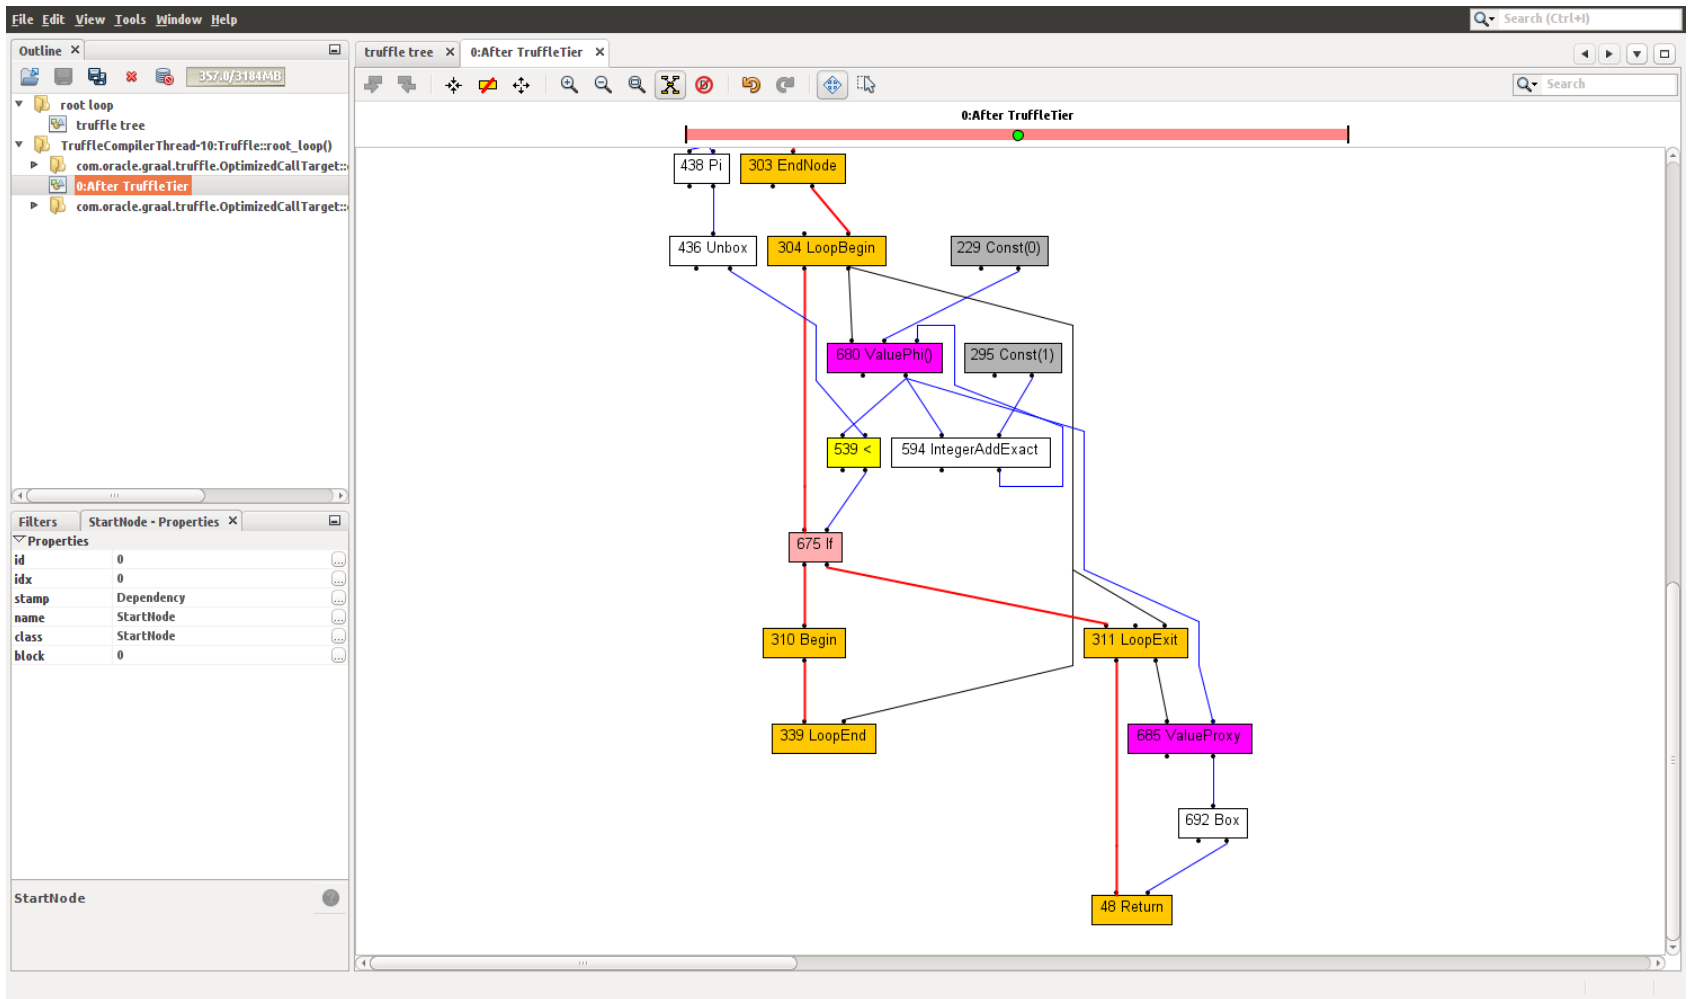 File Edit View Tools Window Help
Search (Ctrl+I)
Outline
357.0/3184MB
root loop
truffle tree
TruffleCompilerThread-10:Truffle::root_loop()
com.oracle.graal.truffle.OptimizedCallTarget::
0:After TruffleTier
com.oracle.graal.truffle.OptimizedCallTarget::
Filters StartNode - Properties
Properties
id 0
idx 0
stamp Dependency
name StartNode
class StartNode
block 0
StartNode
truffle tree 0:After TruffleTier
Search
0:After TruffleTier
438 Pi 303 EndNode
436 Unbox 304 LoopBegin 229 Const(0)
680 ValuePhi() 295 Const(1)
539 < 594 IntegerAddExact
675 If
310 Begin 311 LoopExit
339 LoopEnd 685 ValueProxy
692 Box
48 Return